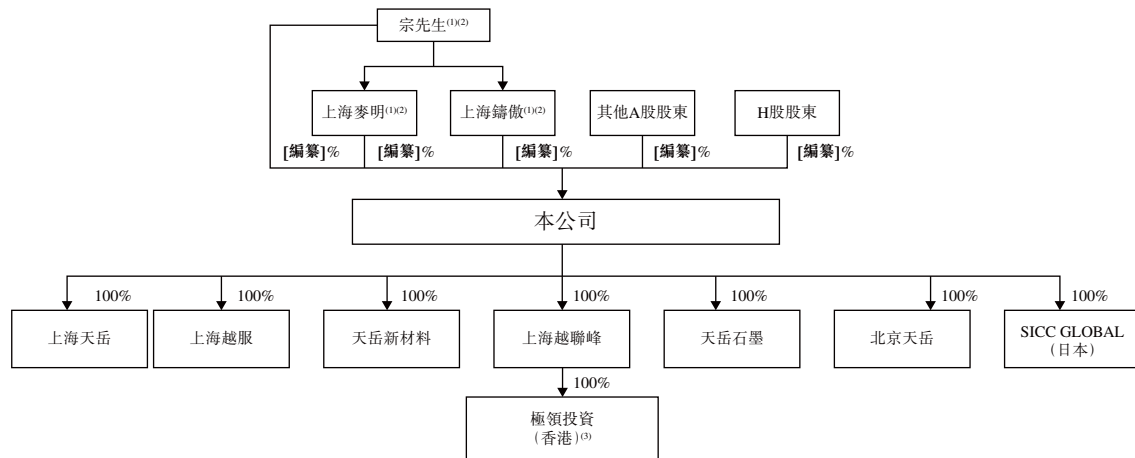 宗先生(1)(2)
上海麥明(1)(2)
上海鑄傲(1)(2)
其他A股股東
H股股東
[編纂]%
[編纂]%
[編纂]%
[編纂]%
[編纂]%
本公司
100%
100%
100%
100%
100%
100%
100%
上海天岳
上海越服
天岳新材料
上海越聯峰
天岳石墨
北京天岳
SICC GLOBAL
（日本）
100%
極領投資
（香港）(3)